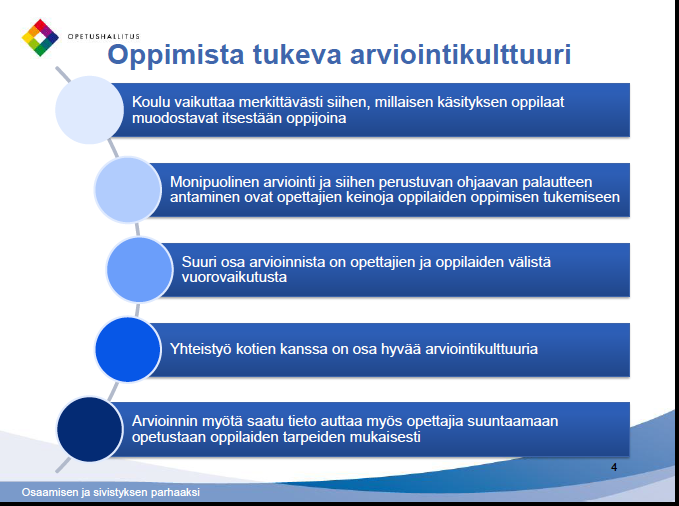 OPETUSHALLITUS
Oppimista tukeva arviointikulttuuri
Koulu vaikuttaa merkittävästi siihen, millaisen käsityksen oppilaat
muodostavat itsestään oppijoina
Monipuolinen arviointi ja siihen perustuvan ohjaavan palautteen
antaminen ovat opettajien keinoja oppilaiden oppimisen tukemiseen
Suuri osa arvioinnista on opettajien ja oppilaiden välistä
vuorovaikutusta
Yhteistyö kotien kanssa on osa hyvää arviointikulttuuria
Arvioinnin myötä saatu tieto auttaa myös opettajia suuntaamaan
opetustaan oppilaiden tarpeiden mukaisesti
4
Osaamisen ja sivistyksen parhaaksi